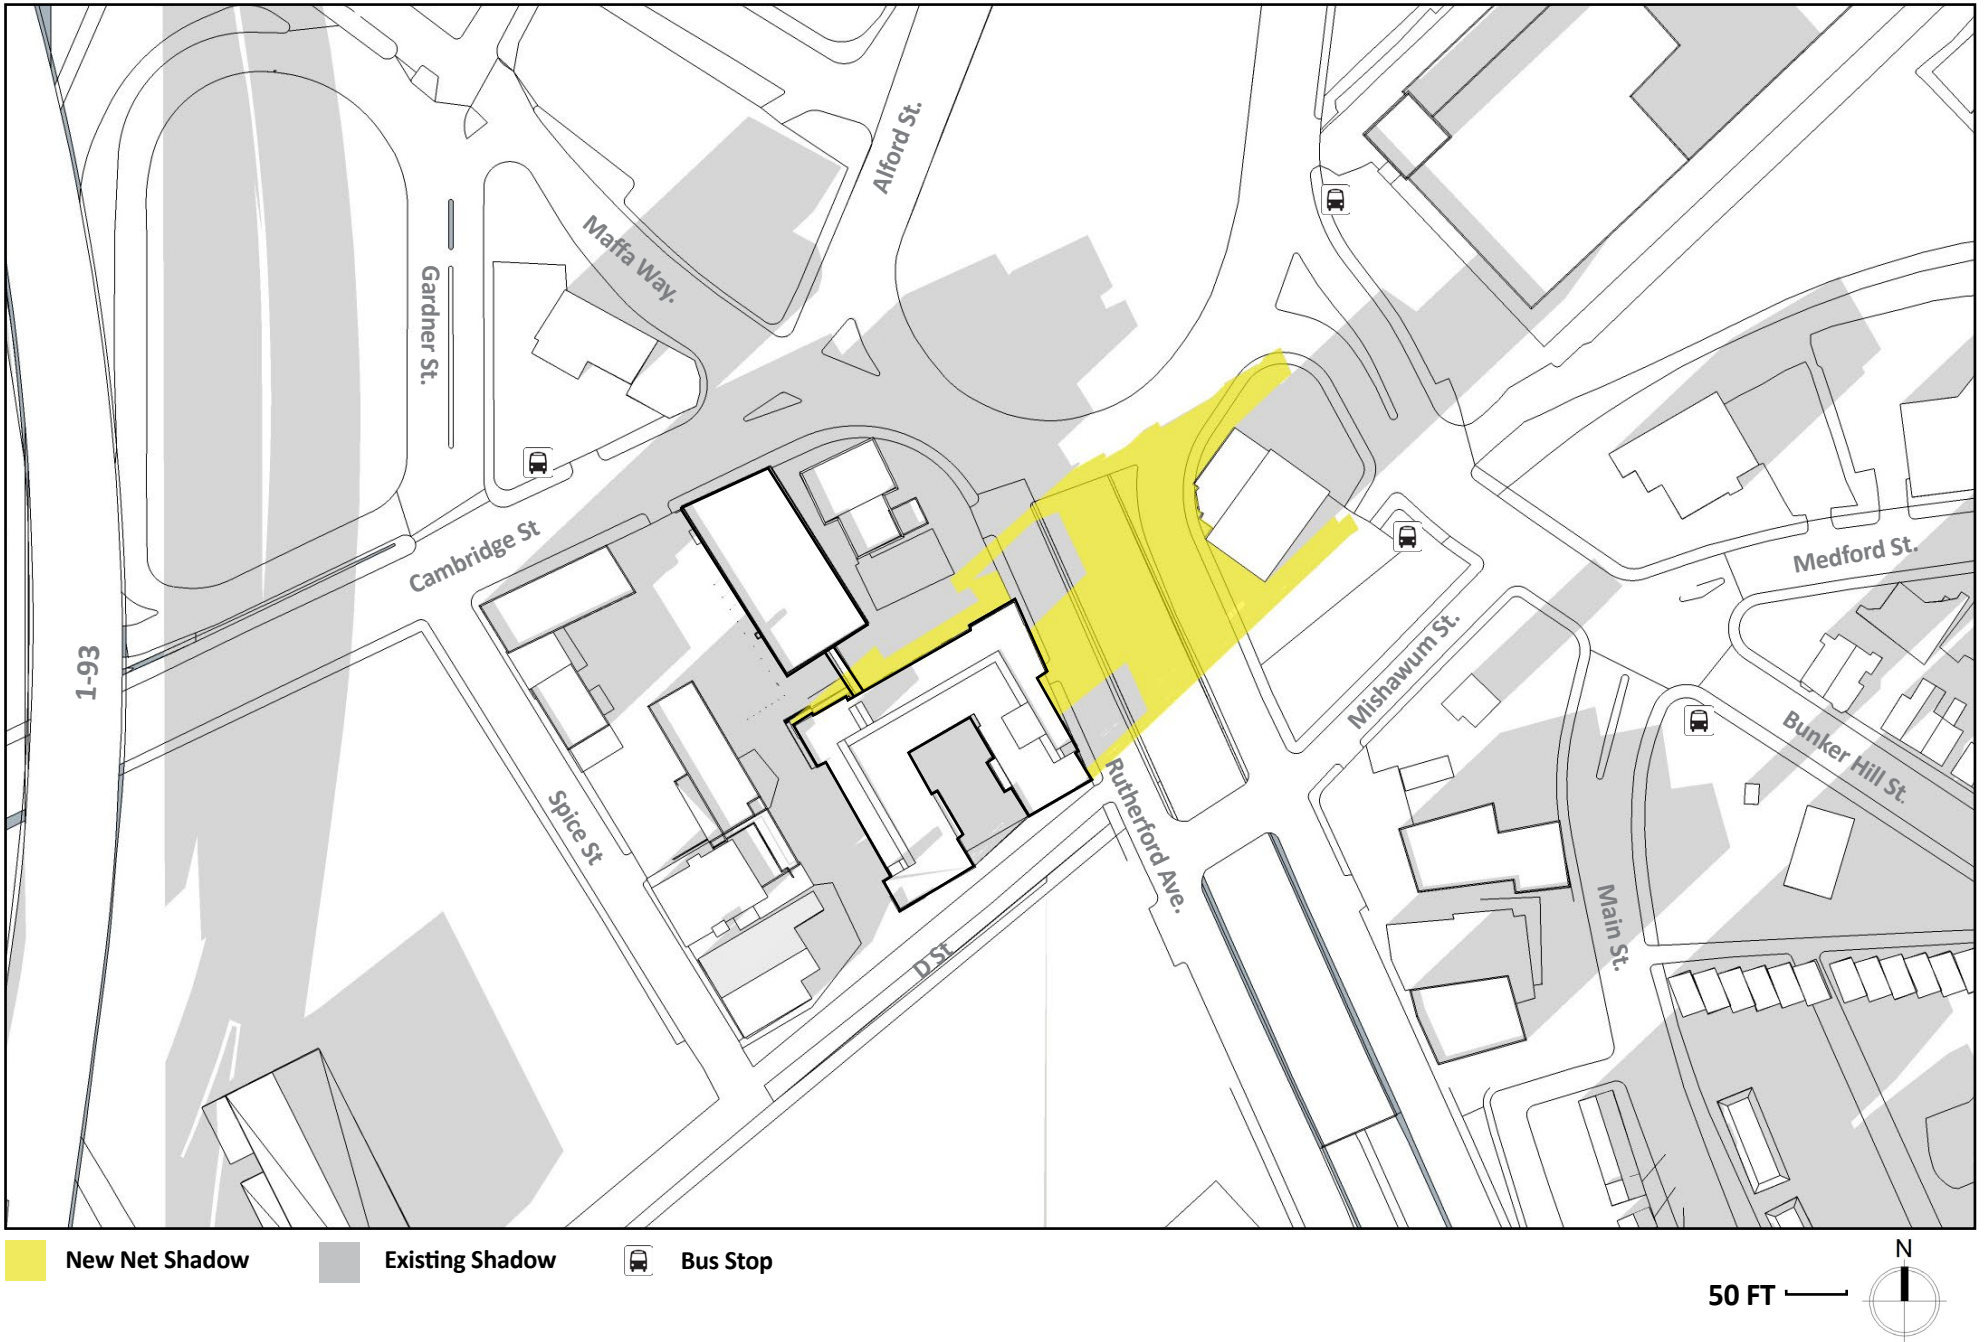 Alford St.
Maffa Way.
Gardner St.
Cambridge St
Medford St.
Mishawum St.
1-93
Bunker Hill St.
Spice St
Rutherford Ave.
Main St.
D St
New Net Shadow
Existing Shadow
Bus Stop
N
50 FT